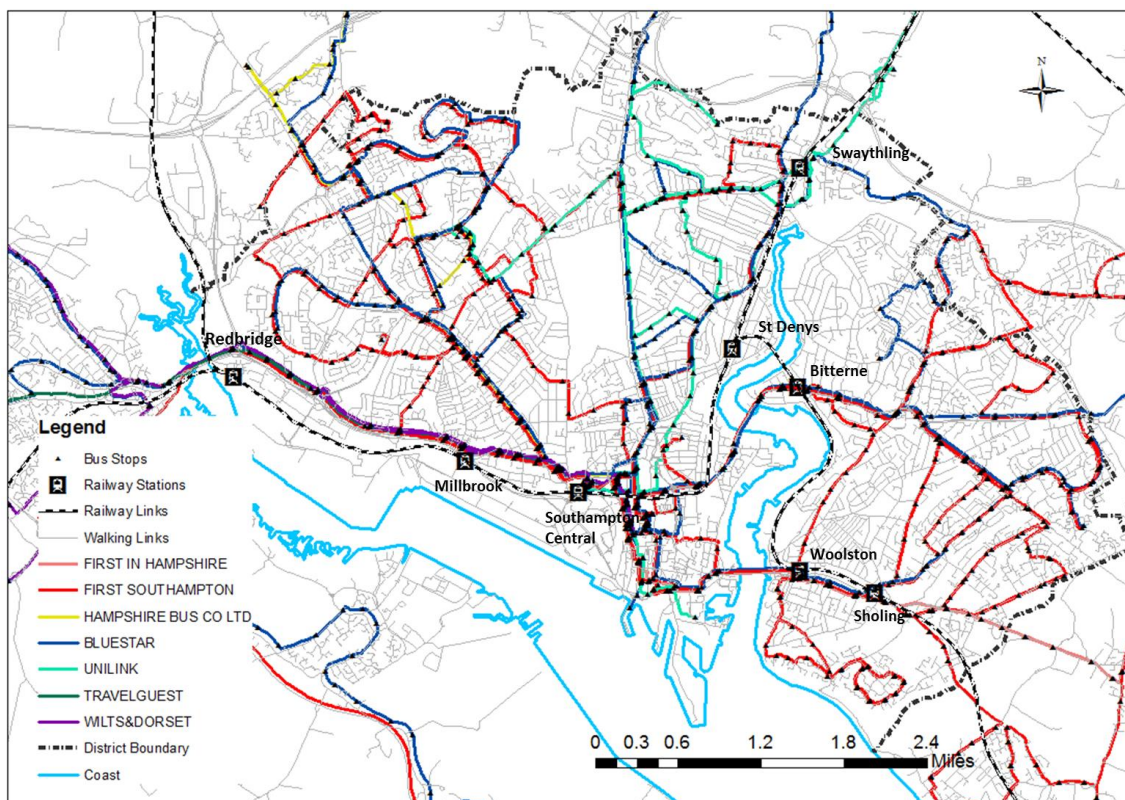 N
Swaythling
St Denys
Redbridge
Bitterne
Legend
Bus Stops
Railway Stations
Railway Links
Walking Links
FIRST IN HAMPSHIRE
FIRST SOUTHAMPTON
HAMPSHIRE BUS CO LTD
BLUESTAR
UNILINK
TRAVELGUEST
WILTS&DORSET
District Boundary
Coast
Millbrook
Southampton
Central
Woolston
Sholing
0 0.3 0.6 1.2 1.8 2.4
Miles